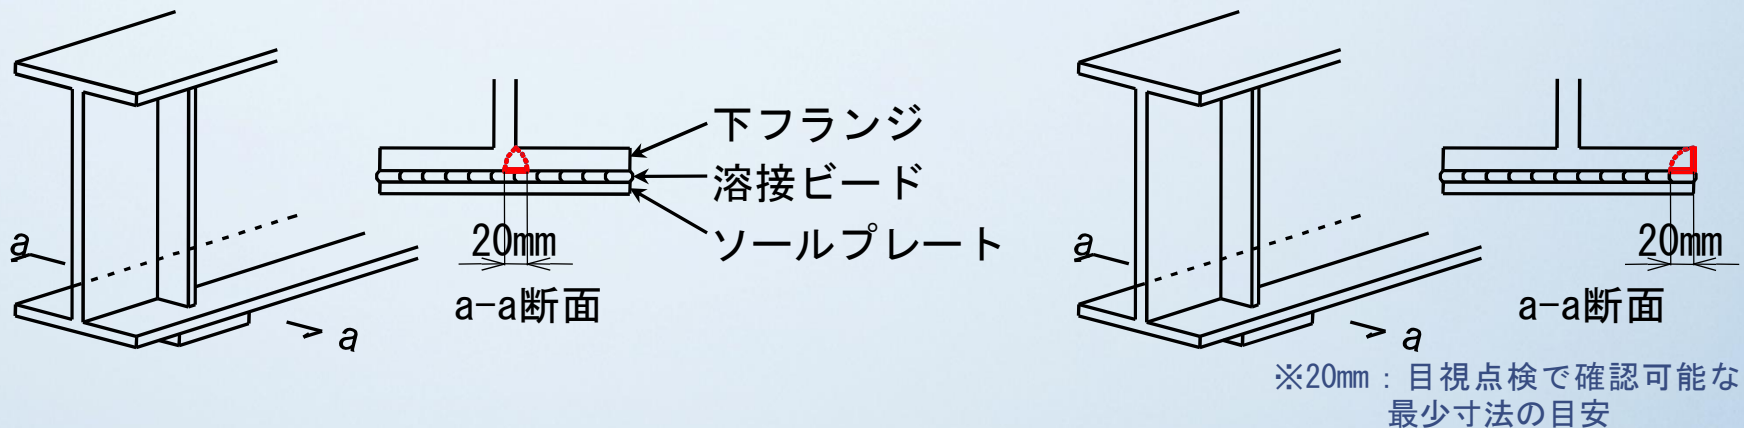 下フランジ
溶接ビード
ソールプレート
a
20mm
a-a断面
a
a
20mm
a-a断面
a
※20mm：目視点検で確認可能な
最少寸法の目安